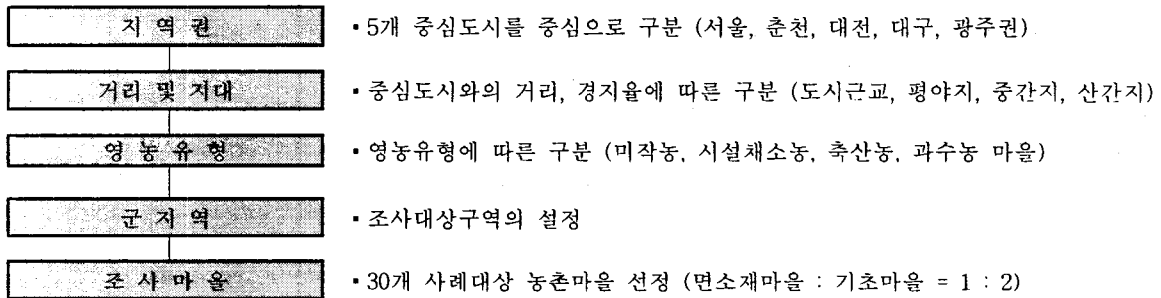 지 역 권 ▪ 5개 중심도시를 중심으로 구분 (서울, 춘천, 대전, 대구, 광주권)
거리 및 지대 ▪ 중심도시와의 거리, 경지율에 따른 구분 (도시근교, 평야지, 중간지, 산간지)
영 농 유 형 ▪ 영농유형에 따른 구분 (미작농, 시설채소농, 축산농, 과수농 마을)
군 지 역 ▪ 조사대상구역의 설정
조 사 마 을 ▪ 30개 사례대상 농촌마을 선정 (면소재마을 : 기초마을 = 1 : 2)